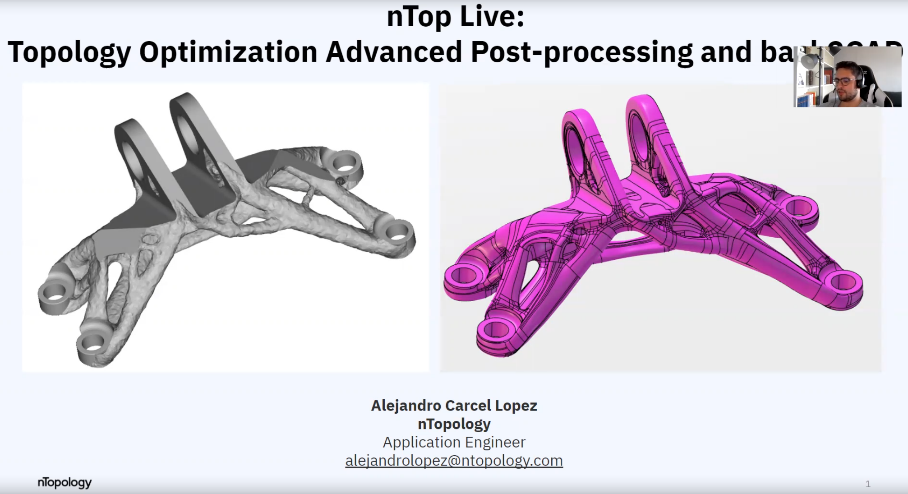 nTop Live:
Topology Optimization Advanced Post-processing and
Alejandro Carcel Lopez
nTopology
Application Engineer
alejandrolopez@ntopology.com
nTopology
1